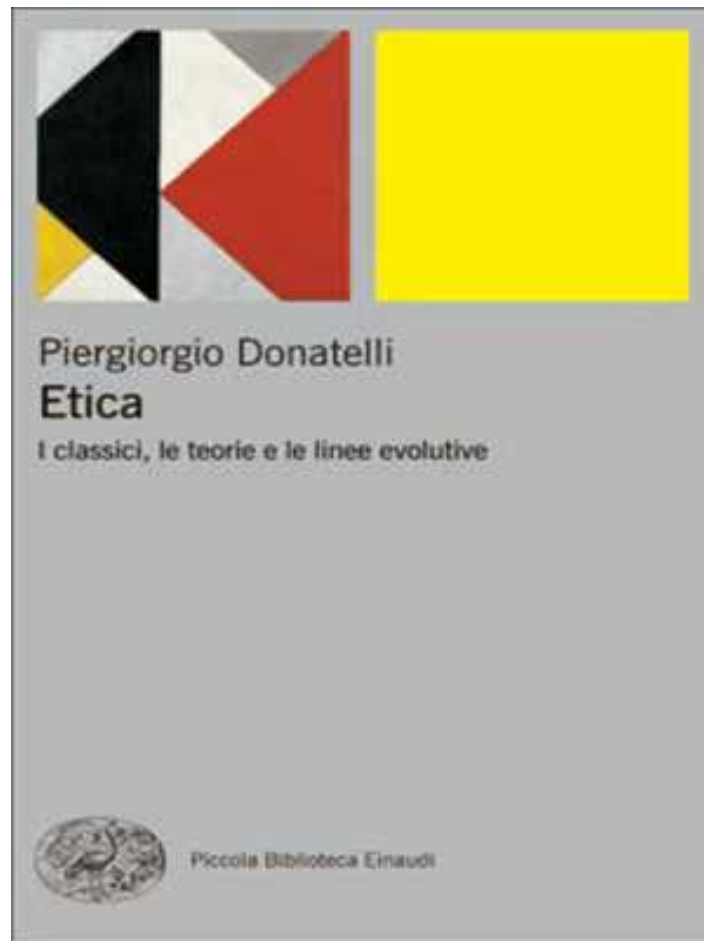 Piergiorgio Donatelli
Etica
I classici, le teorie e le linee evolutive
Piccola Biblioteca Einaudi